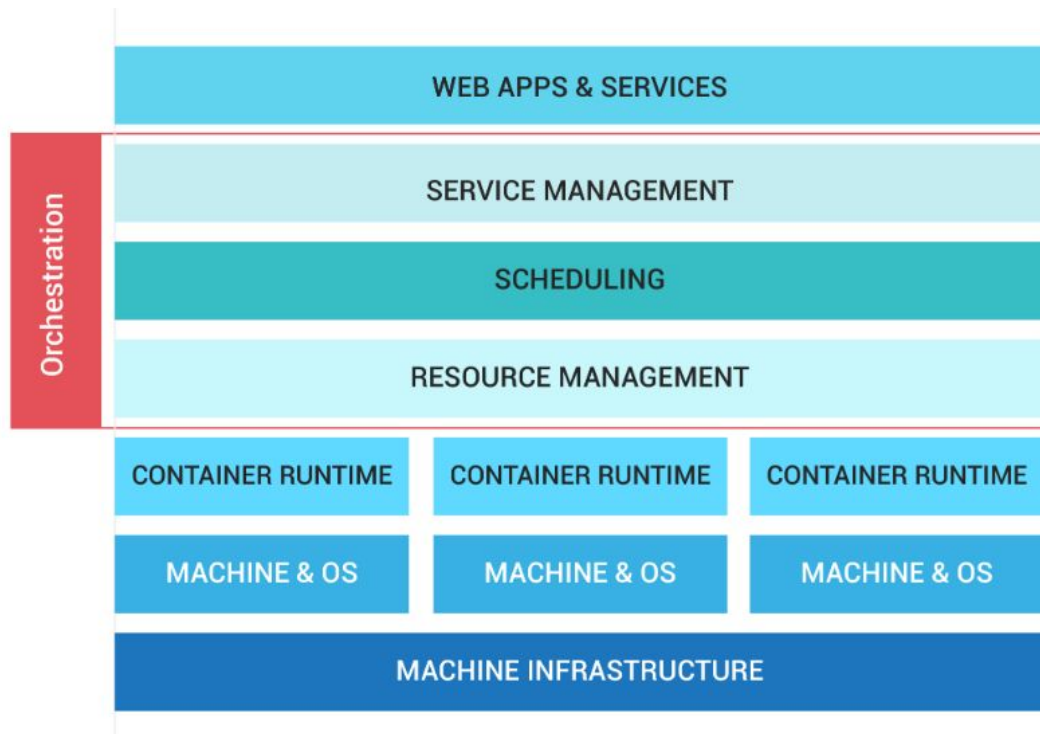 WEB APPS & SERVICES
Orchestration
SERVICE MANAGEMENT
SCHEDULING
RESOURCE MANAGEMENT
CONTAINER RUNTIME CONTAINER RUNTIME CONTAINER RUNTIME
MACHINE & OS MACHINE & OS MACHINE & OS
MACHINE INFRASTRUCTURE